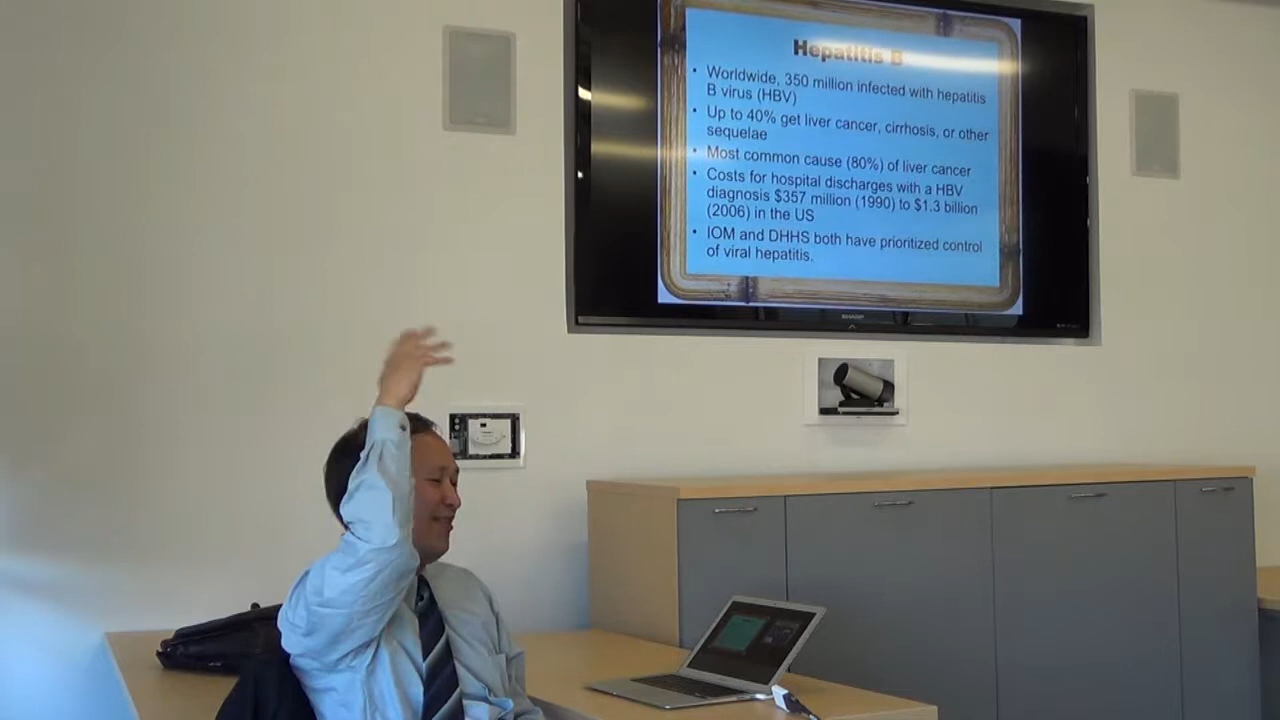 Hepatitis B
• Worldwide, 350 million infected with hepatitis
B virus (HBV)
• Up to 40% get liver cancer, cirrhosis, or other
sequelae
• Most common cause (80%) of liver cancer
• Costs for hospital discharges with a HBV
diagnosis $357 million (1990) to $1.3 billion
(2006) in the US
• IOM and DHHS both have prioritized control
of viral hepatitis.
SHARP